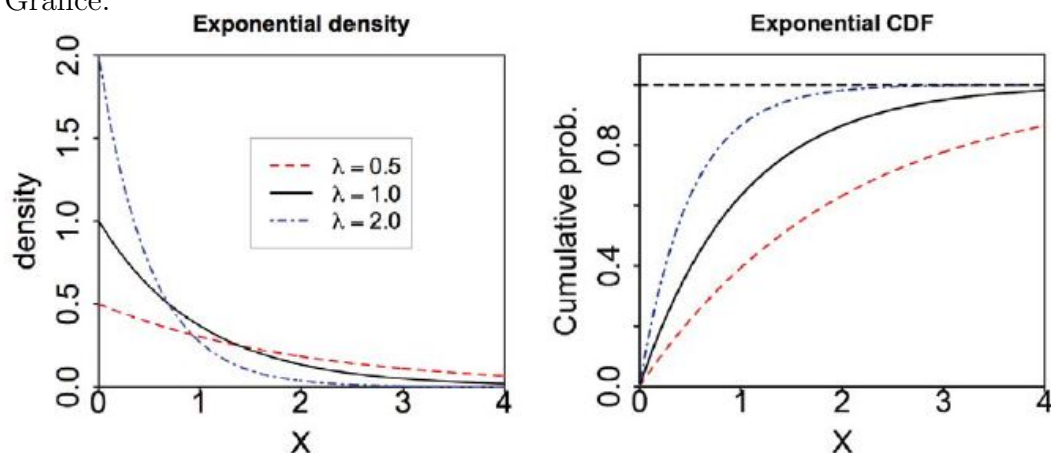 Grance.
Exponential density
density
2.0
1.5
1.0
0.5
0.0
λ = 0.5
λ = 1.0
λ = 2.0
0 1 2 3 4
X
Exponential CDF
Cumulative prob.
0.8
0.4
0.0
0 1 2 3 4
X